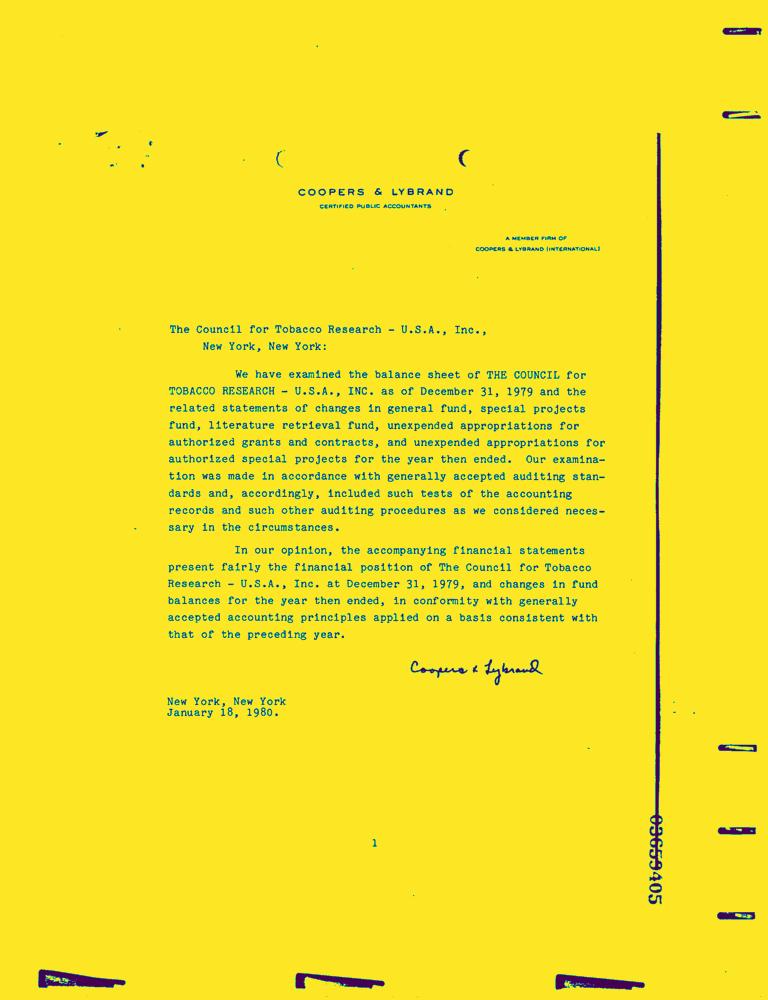 COOPERS & LYBRAND
CERTIFIED PUBLIC ACCOUNTANTS
A MEMBER FIRM OF
COOPERS & LYBRAND (INTERNATIONAL)
The Council for Tobacco Research - U.S.A., Inc.,
New York, New York:
We have examined the balance sheet of THE COUNCIL for
TOBACCO RESEARCH - U.S.A., INC. as of December 31, 1979 and the
related statements of changes in general fund, special projects
fund, literature retrieval fund, unexpended appropriations for
authorized grants and contracts, and unexpended appropriations for
authorized special projects for the year then ended. Our examina-
tion was made in accordance with generally accepted auditing stan-
dards and, accordingly, included such tests of the accounting
records and such other auditing procedures as we considered neces-
sary in the circumstances.
In our opinion, the accompanying financial statements
present fairly the financial position of The Council for Tobacco
Research - U.S.A., Inc. at December 31, 1979, and changes in fund
balances for the year then ended, in conformity with generally
accepted accounting principles applied on a basis consistent with
that of the preceding year.
Coopers & Lybrand
New York, New York
January 18, 1980.
1
03659405